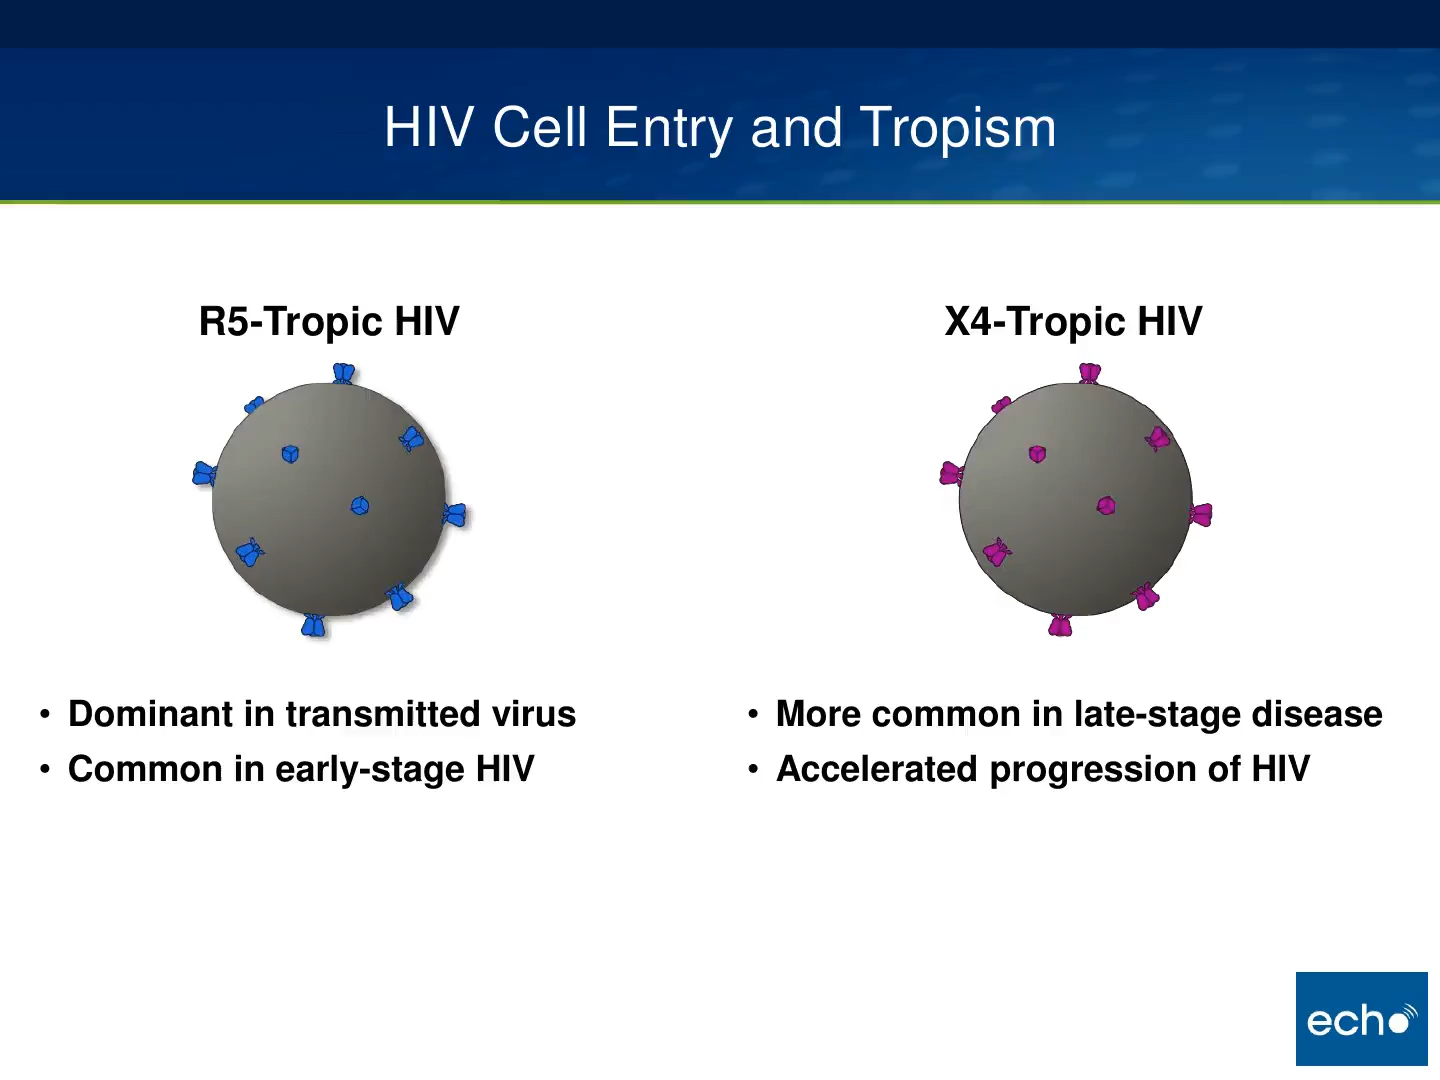 HIV Cell Entry and Tropism
R5-Tropic HIV
• Dominant in transmitted virus
• Common in early-stage HIV
X4-Tropic HIV
• More common in late-stage disease
• Accelerated progression of HIV
echo